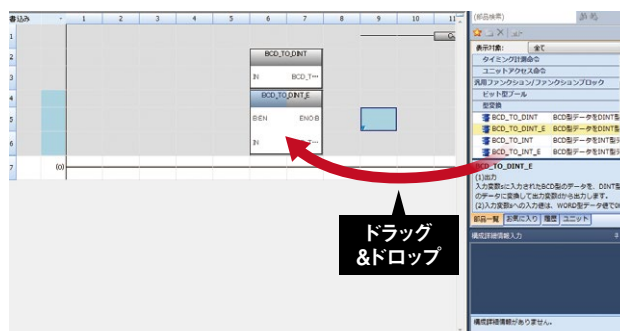 書込み
1 2 3 4 5 6 7 8 9 10 11
1
2
3
4
5
6
7
(0)
BCD_TO_DINT
IN BCD_T…
BCD_TO_DINT_E
B:EN ENO:B
IN
ドラッグ
&ドロップ
(部品検索)
表示対象: 全て
タイミング計測命令
ユニットアクセス命令
汎用ファンクション/ファンクションブロック
ビット型ブール
型変換
BCD_TO_DINT BCD型データをDINT型
BCD_TO_DINT_E BCD型データをDINT型
BCD_TO_INT BCD型データをINT型デ
BCD_TO_INT_E BCD型データをINT型デ
BCD_TO_DINT_E
(1)出力
入力変数sに入力されたBCD型のデータを、DINT型
のデータに変換して出力変数dから出力します。
(2)入力変数sへの入力値は、WORD型データ値で0H
部品一覧 お気に入り 履歴 ユニット
構成詳細情報入力
構成詳細情報がありません。